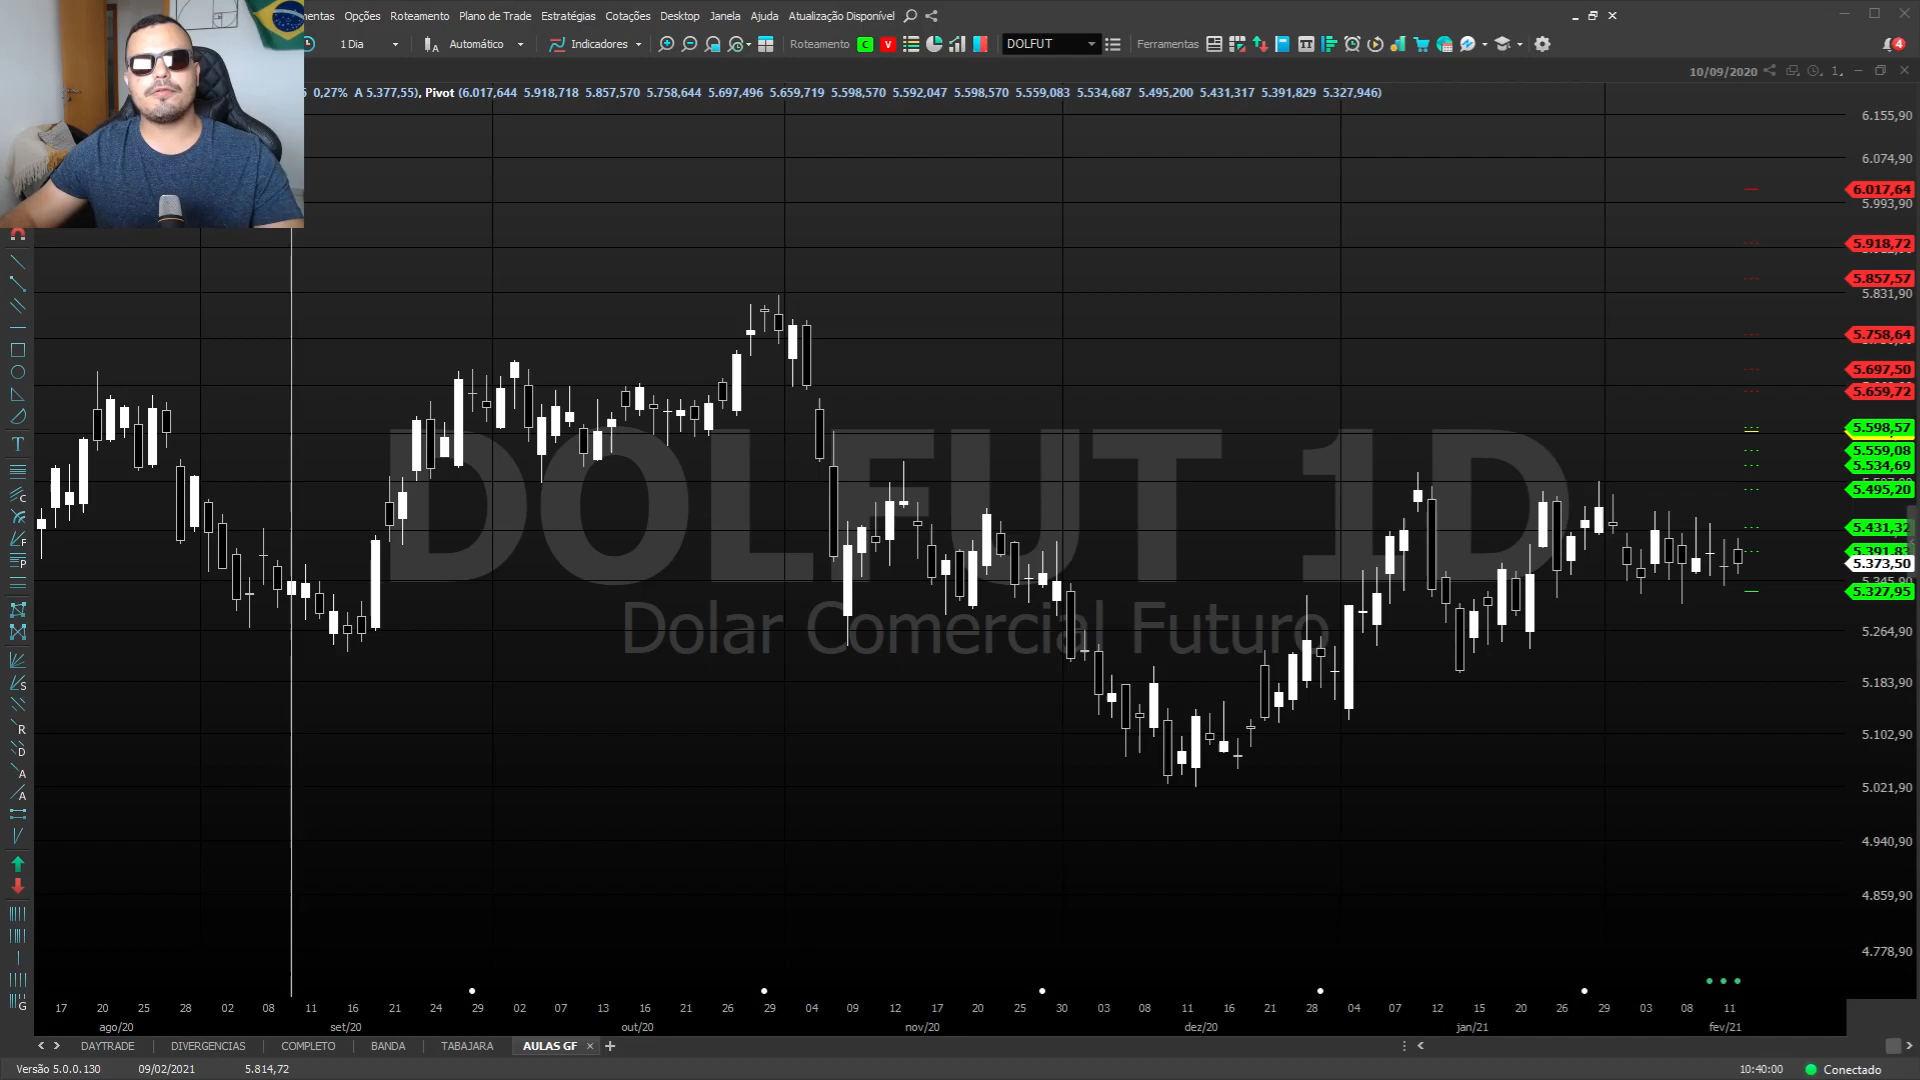 mentas Opções Roteamento Plano de Trade Estratégias Cotações Desktop Janela Ajuda Atualização Disponível
1 Dia Automático Indicadores Roteamento C V DOLFUT Ferramentas 4
10/09/2020 1
0,27% A 5.377,55), Pivot (6.017,644 5.918,718 5.857,570 5.758,644 5.697,496 5.659,719 5.598,570 5.592,047 5.598,570 5.559,083 5.534,687 5.495,200 5.431,317 5.391,829 5.327,946)
6.155,90
6.074,90
6.017,64
5.993,90
5.918,72
5.857,57
5.831,90
5.758,64
5.697,50
5.659,72
5.598,57
5.559,08
5.534,69
5.495,20
5.431,32
5.391,83
5.373,50
5.345,90
5.327,95
5.264,90
5.183,90
5.102,90
5.021,90
4.940,90
4.859,90
4.778,90
DOLFUT 1D
Dolar Comercial Futuro
T
C
F
P
S
R
D
A
A
G
17 20 25 28 02 08 11 16 21 24 29 02 07 13 16 21 26 29 04 09 12 17 20 25 30 03 08 11 16 21 28 04 07 12 15 20 26 29 03 08 11
ago/20 set/20 out/20 nov/20 dez/20 jan/21 fev/21
DAYTRADE DIVERGENCIAS COMPLETO BANDA TABAJARA AULAS GF
Versão 5.0.0.130 09/02/2021 5.814,72 10:40:00 Conectado